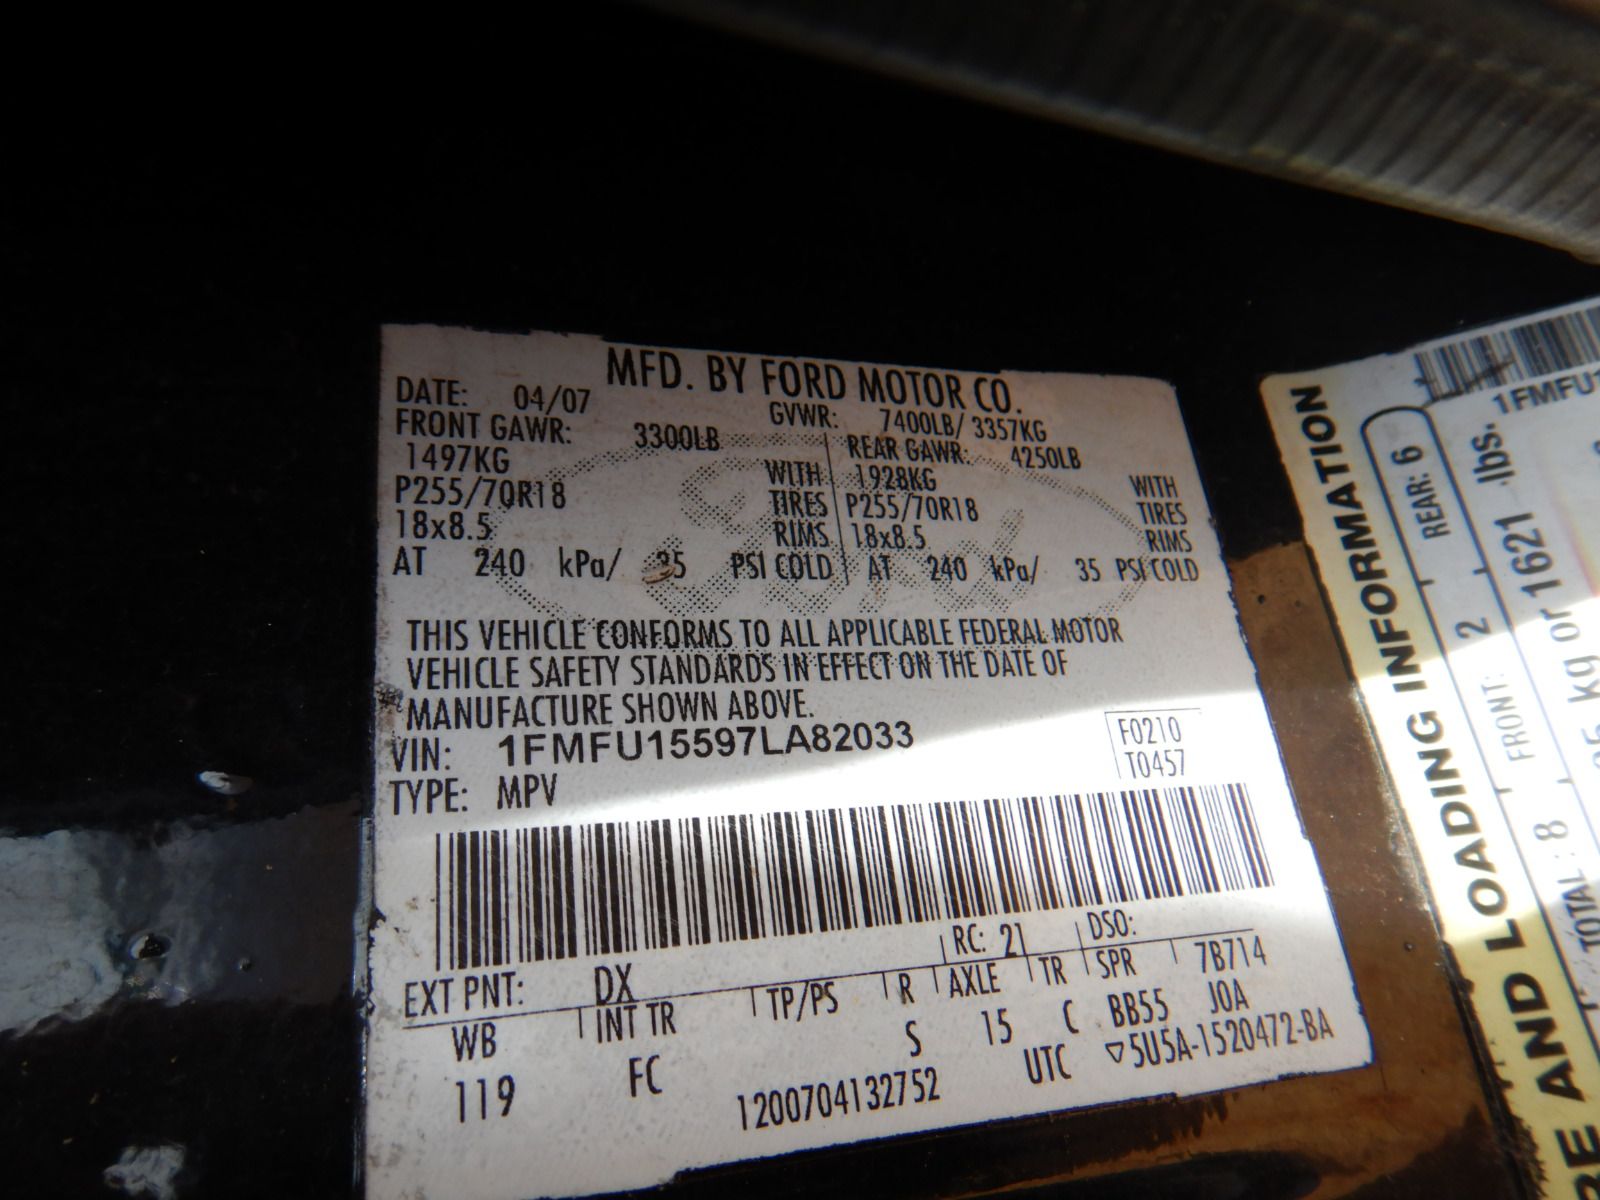 MFD. BY FORD MOTOR CO.
DATE: 04/07 GVWR: 7400LB/ 3357KG
FRONT GAWR: 3300LB REAR GAWR: 4250LB
1497KG WITH 1928KG WITH
P255/70R18 TIRES P255/70R18 TIRES
18x8.5 RIMS 18x8.5 RIMS
AT 240 kPa/ 35 PSI COLD AT 240 kPa/ 35 PSI COLD
Ford
THIS VEHICLE CONFORMS TO ALL APPLICABLE FEDERAL MOTOR
VEHICLE SAFETY STANDARDS IN EFFECT ON THE DATE OF
MANUFACTURE SHOWN ABOVE.
VIN: 1FMFU15597LA82033 F0210
TYPE: MPV T0457
RC: 21 DSO:
EXT PNT: DX 7B714
WB INT TR TP/PS R AXLE TR SPR
119 FC S 15 C BB55 JOA
1200704132752 UTC ▽5U5A-1520472-BA
1FMFU1
AND LOADING INFORMATION
REAR: 6
FRONT: 2
TOTAL: 8
kg or 1621 lbs.